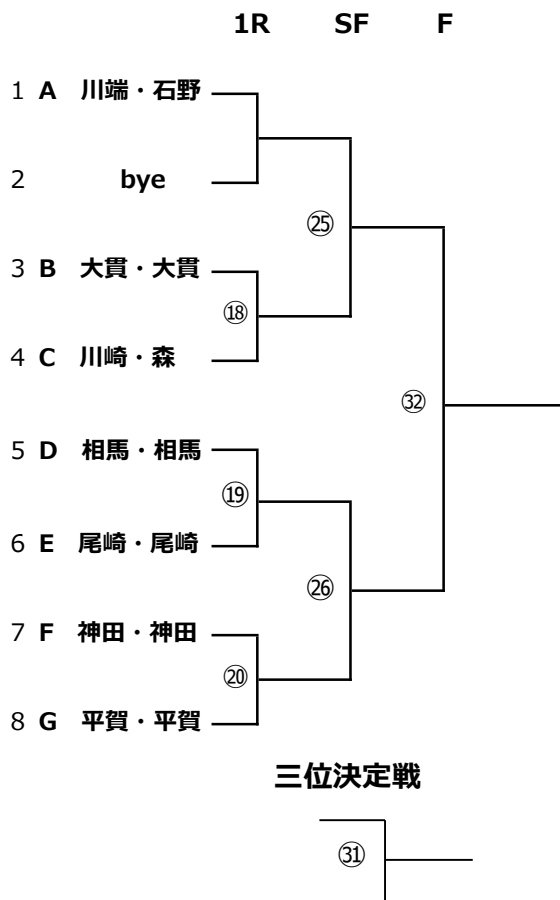 1R SF F
1 A 川端・石野
2 bye
㉕
3 B 大貫・大貫
⑱
4 C 川崎・森
㉜
5 D 相馬・相馬
⑲
6 E 尾崎・尾崎
㉖
7 F 神田・神田
⑳
8 G 平賀・平賀
三位決定戦
㉛